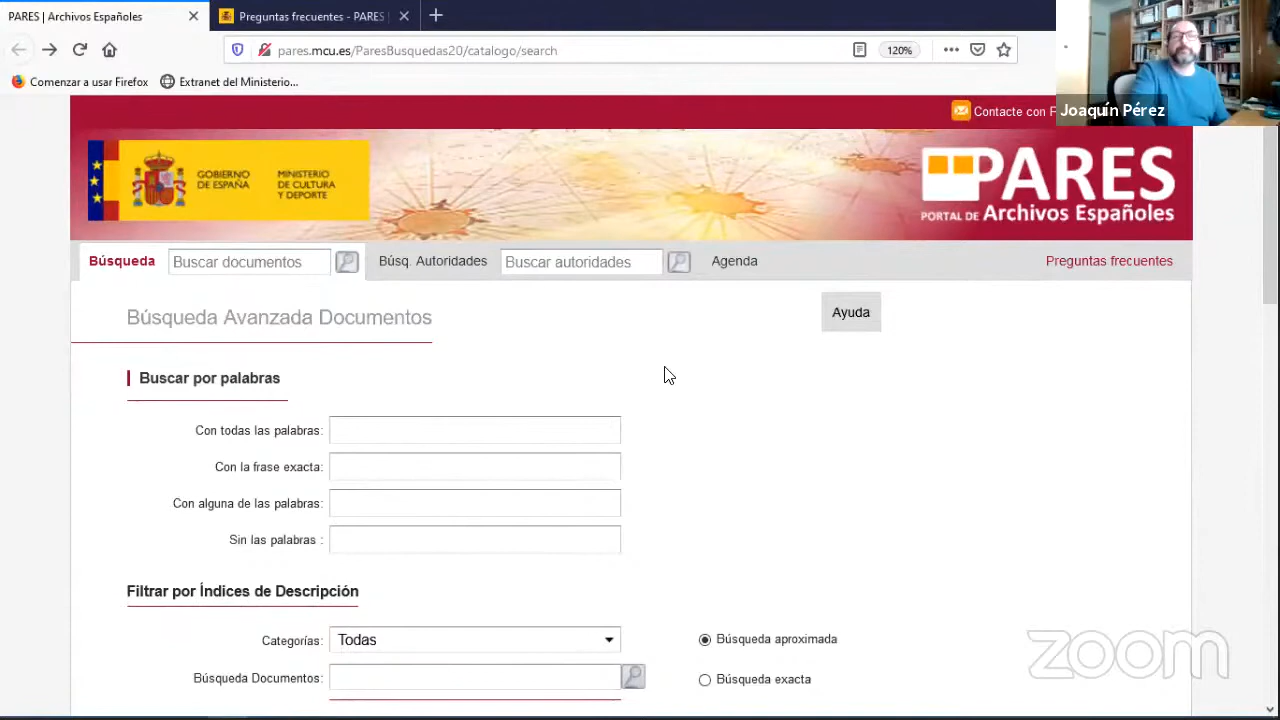 PARES | Archivos Españoles
Preguntas frecuentes - PARES |
pares.mcu.es/ParesBusquedas20/catalogo/search
120%
Comenzar a usar Firefox
Extranet del Ministerio...
Joaquín Pérez
Contacte con P
GOBIERNO DE ESPAÑA
MINISTERIO DE CULTURA Y DEPORTE
PARES
PORTAL DE Archivos Españoles
Búsqueda
Buscar documentos
Búsq. Autoridades
Buscar autoridades
Agenda
Preguntas frecuentes
Búsqueda Avanzada Documentos
Ayuda
Buscar por palabras
Con todas las palabras:
Con la frase exacta:
Con alguna de las palabras:
Sin las palabras :
Filtrar por Índices de Descripción
Categorías:
Todas
Búsqueda aproximada
Búsqueda Documentos:
Búsqueda exacta
zoom